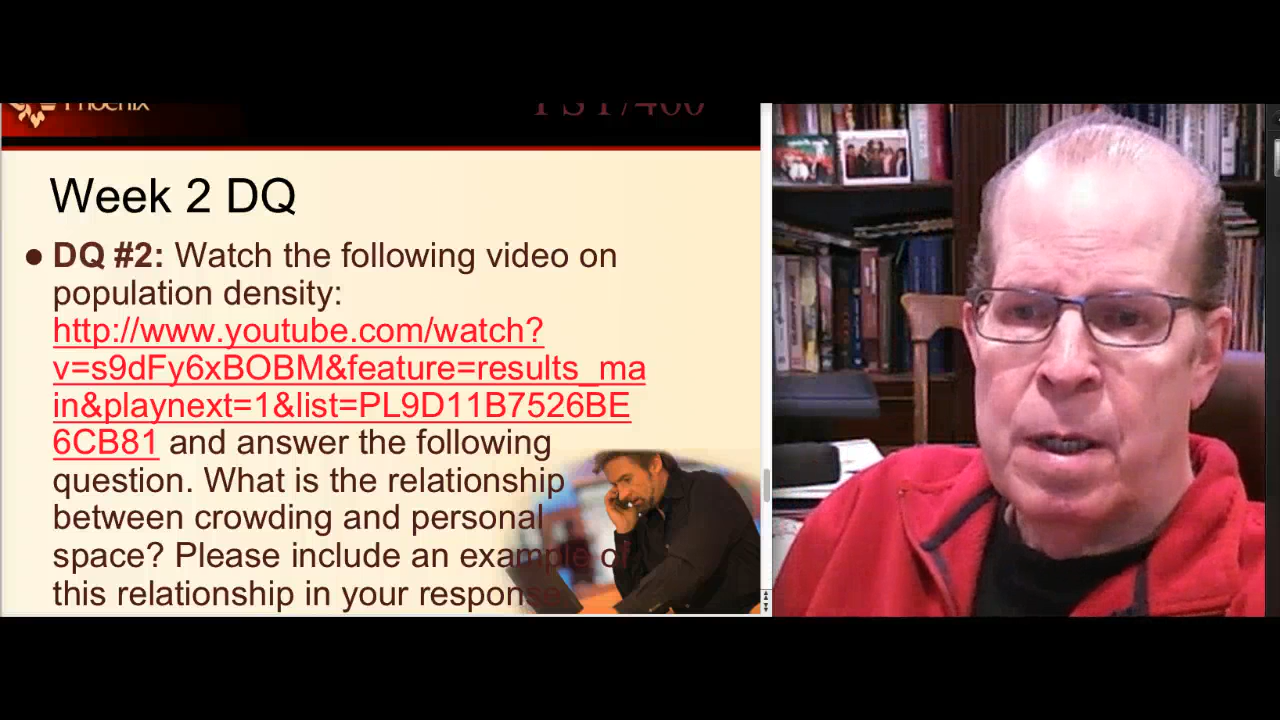 Phoenix
Week 2 DQ
● DQ #2: Watch the following video on
population density:
http://www.youtube.com/watch?
v=s9dFy6xBOBM&feature=results_ma
in&playnext=1&list=PL9D11B7526BE
6CB81 and answer the following
question. What is the relationship
between crowding and personal
space? Please include an example of
this relationship in your response.